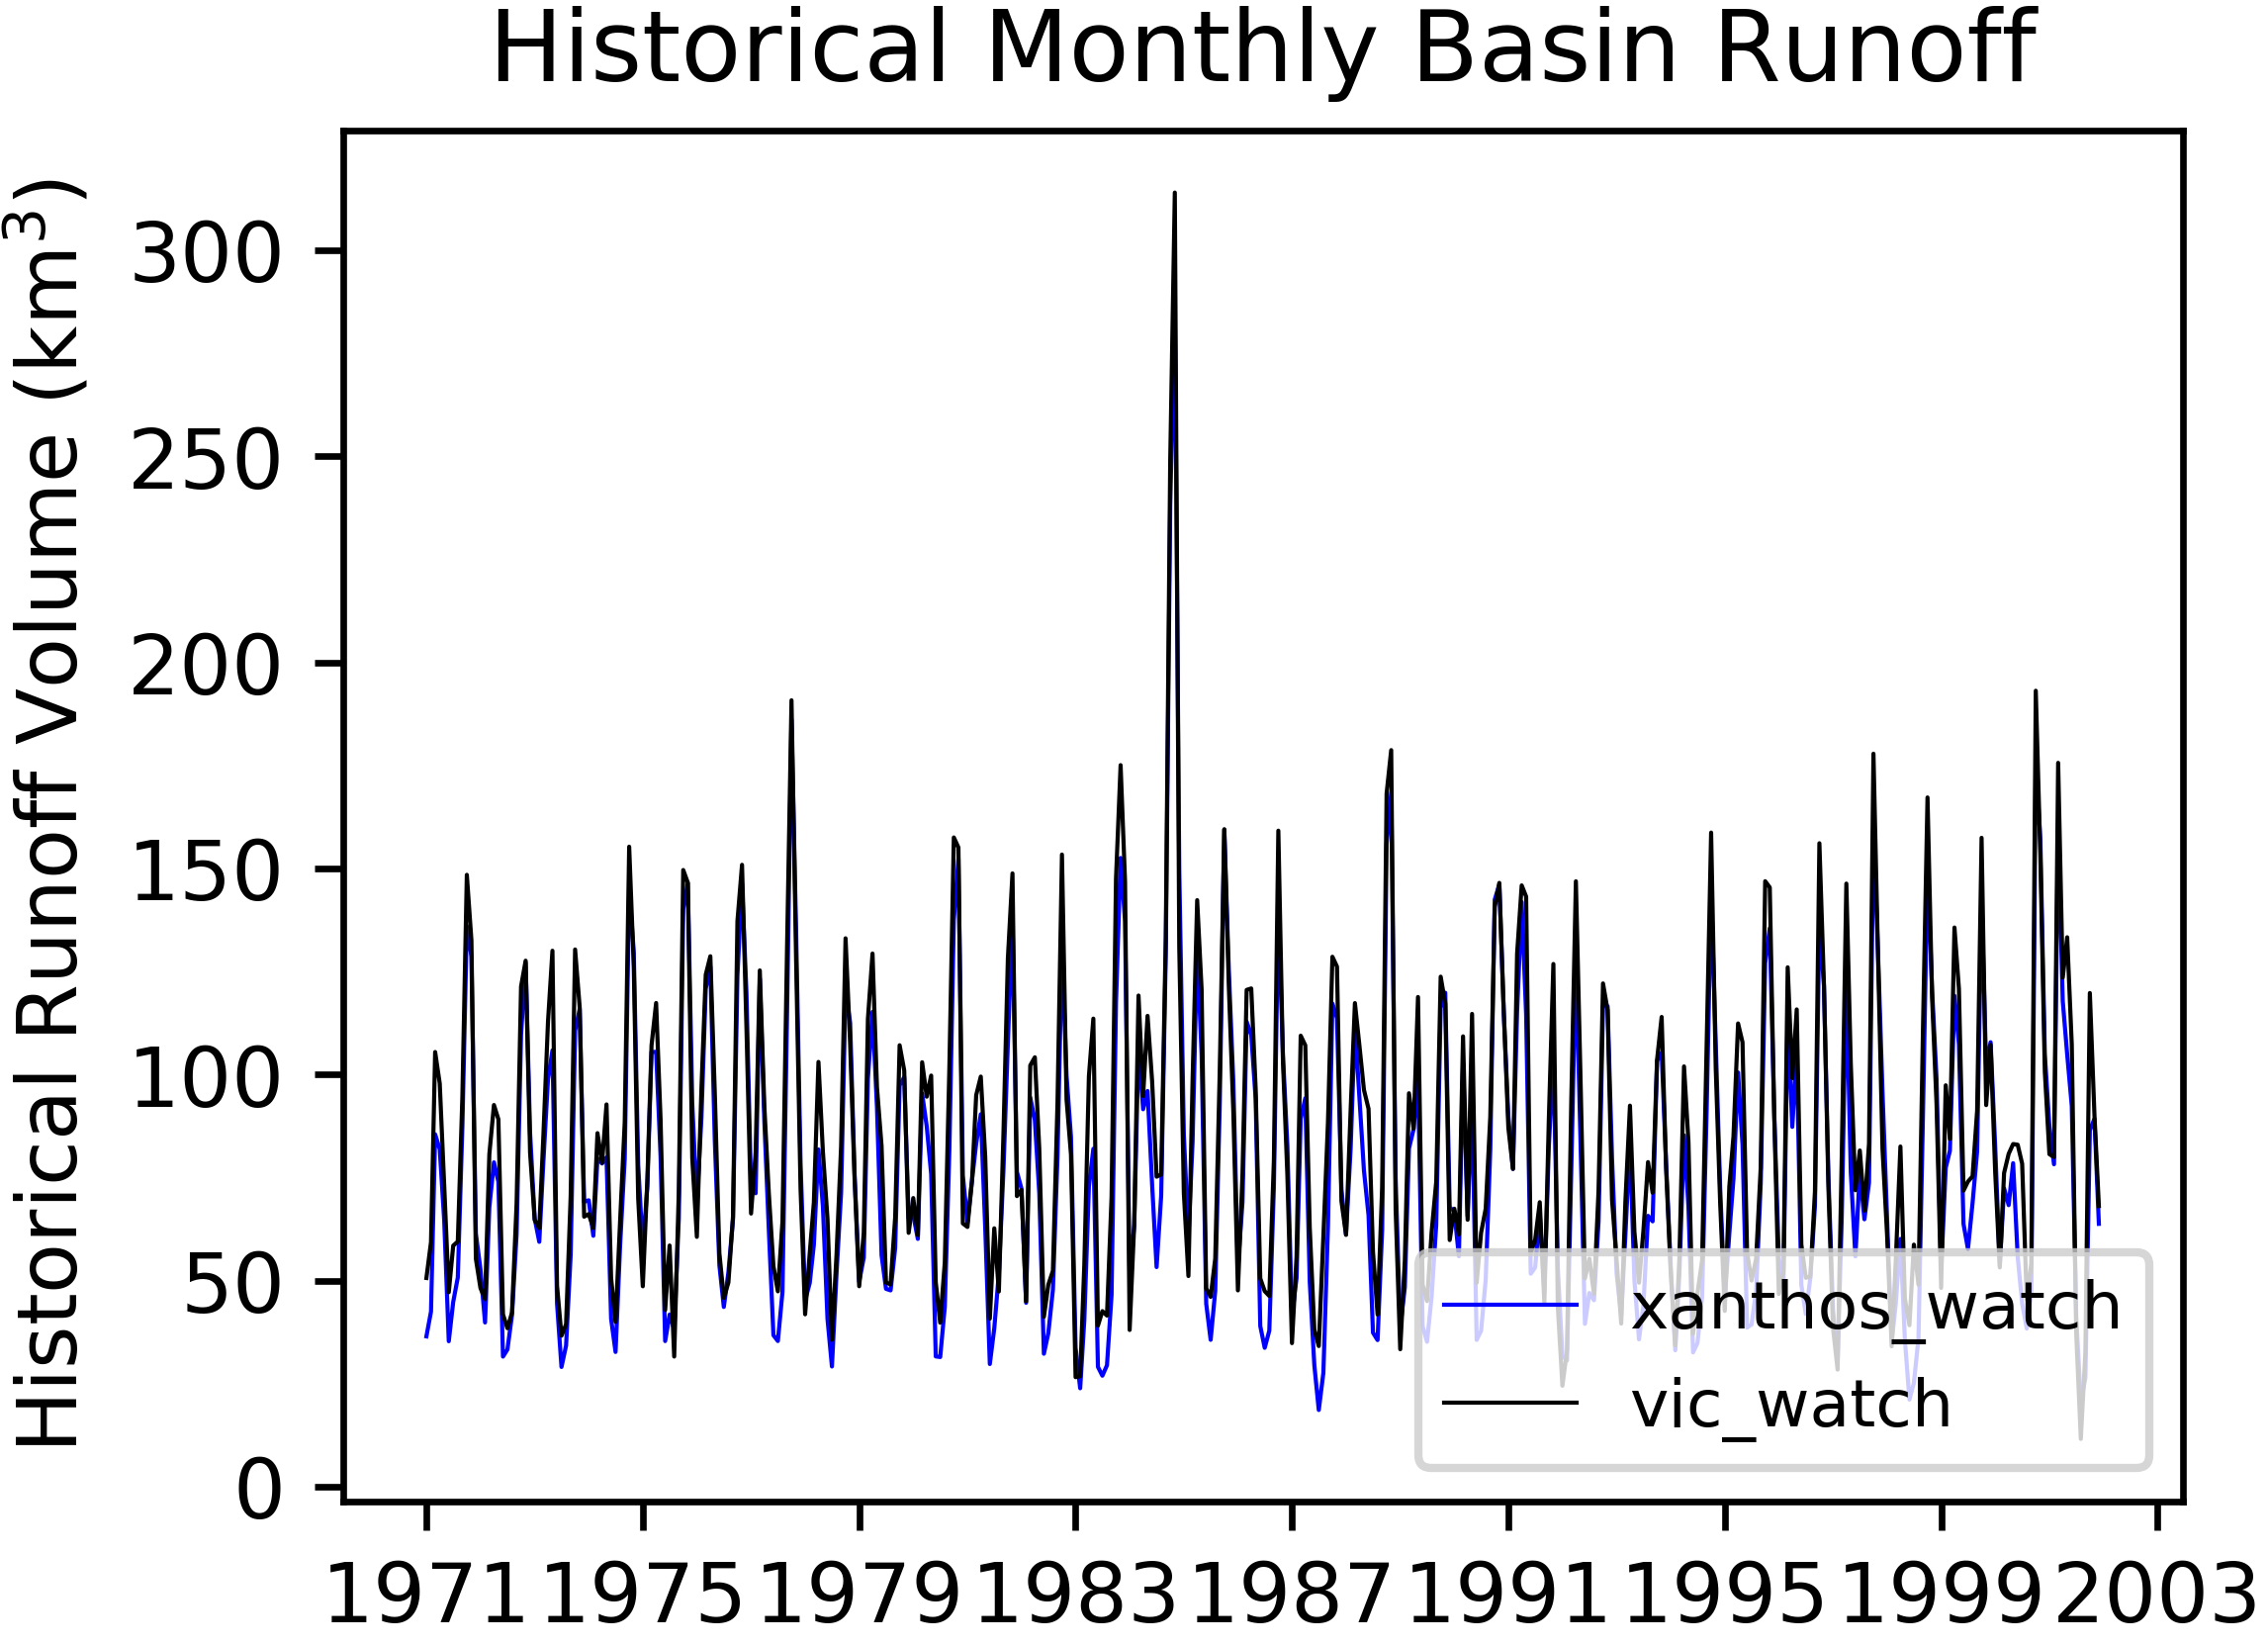 Historical Monthly Basin Runoff
Historical Runoff Volume (km³)
300
250
200
150
100
50
0
1971 1975 1979 1983 1987 1991 1995 1999 2003
xanthos_watch
vic_watch